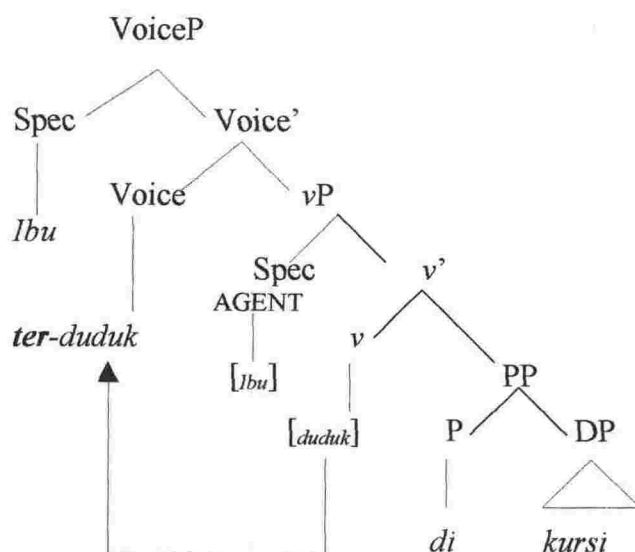 VoiceP
Spec Voice’
Voice vP
Ibu
Spec v’
AGENT
ter-duduk v
[Ibu] PP
[duduk] P DP
di kursi